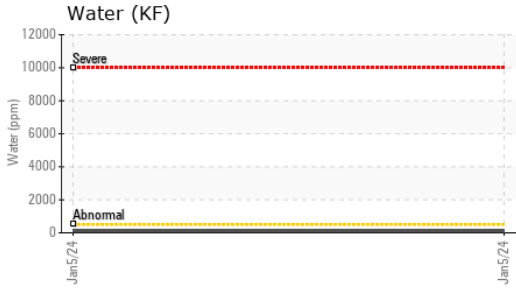 Water (KF)
12000
Severe
10000
8000
Water (ppm)
6000
4000
2000
Abnormal
0
Jan5/24
Jan5/24